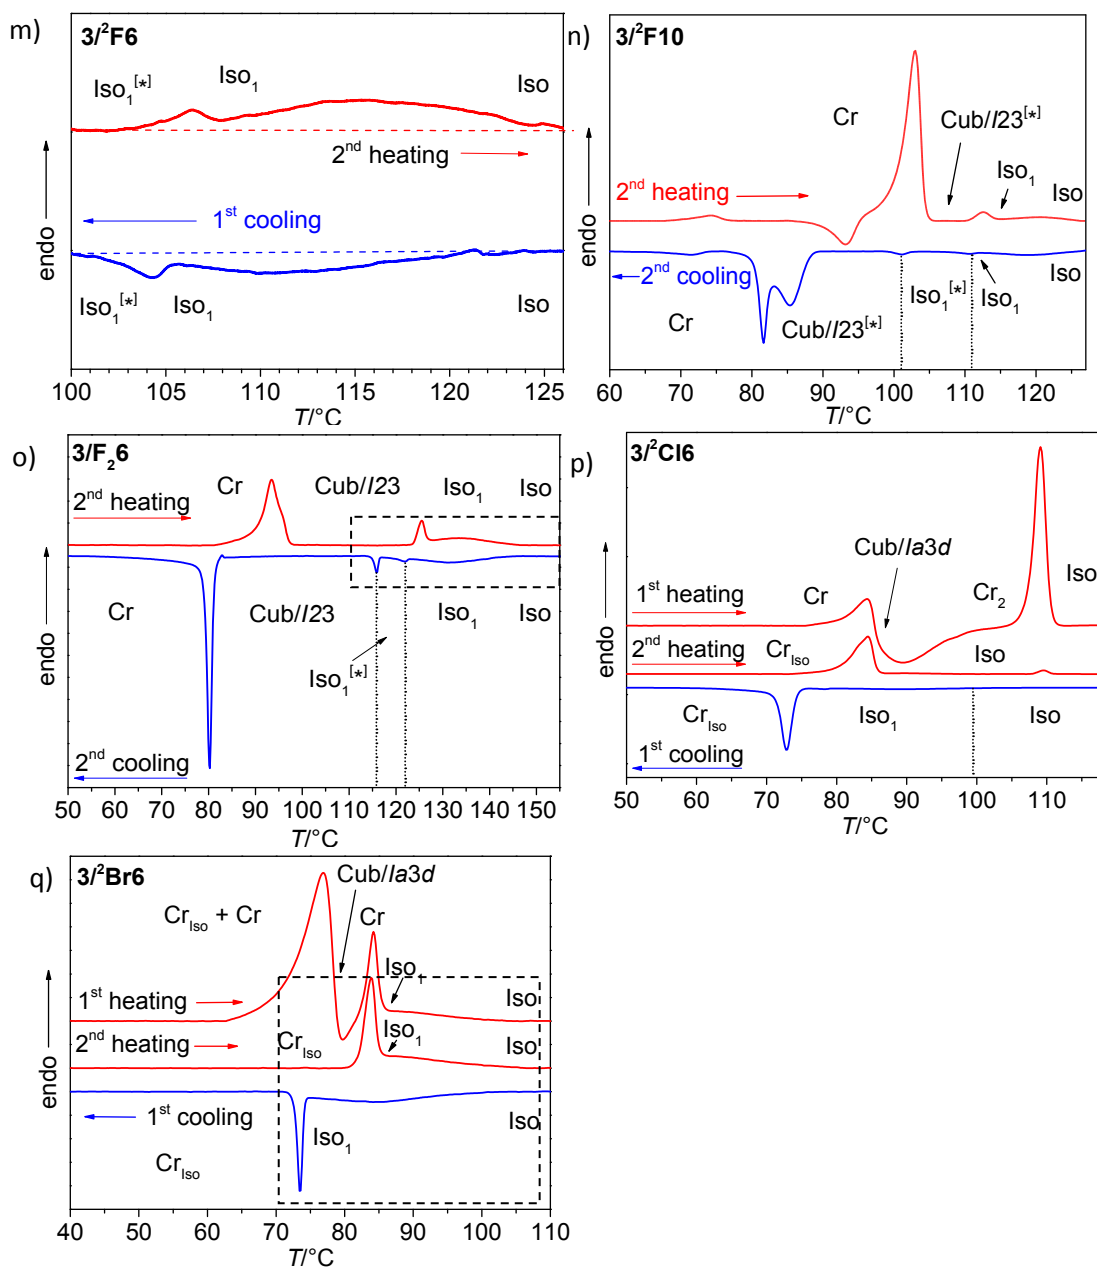 m)
3/²F6
Iso₁[*]
Iso₁
Iso
2nd heating
1st cooling
Iso₁[*]
Iso₁
Iso
endo
100 105 110 115 120 125
T/°C
n)
3/²F10
Cr
Cub/I23[*]
Iso₁
Iso
2nd heating
2nd cooling
Cr
Cub/I23[*]
Iso₁[*]
Iso₁
Iso
endo
60 70 80 90 100 110 120
T/°C
o)
3/F₂6
2nd heating
Cr
Cub/I23
Iso₁
Iso
Cr
Cub/I23
Iso₁[*]
Iso₁
Iso
2nd cooling
endo
50 60 70 80 90 100 110 120 130 140 150
T/°C
p)
3/²Cl6
Cub/Ia3d
1st heating
Cr
Cr₂
Iso
2nd heating
CrIso
Iso
CrIso
Iso₁
Iso
1st cooling
endo
50 60 70 80 90 100 110
T/°C
q)
3/²Br6
Cub/Ia3d
CrIso + Cr
Cr
1st heating
Iso₁
Iso
2nd heating
CrIso
Iso₁
Iso
1st cooling
Iso₁
Iso
CrIso
endo
40 50 60 70 80 90 100 110
T/°C